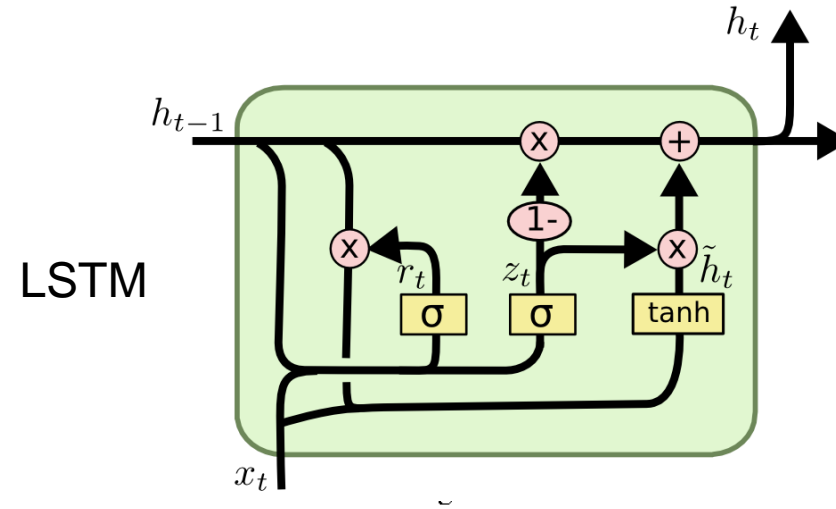 h_t
h_{t-1}
x
+
1-
x
r_t
z_t
x
h̃_t
LSTM
σ
σ
tanh
x_t